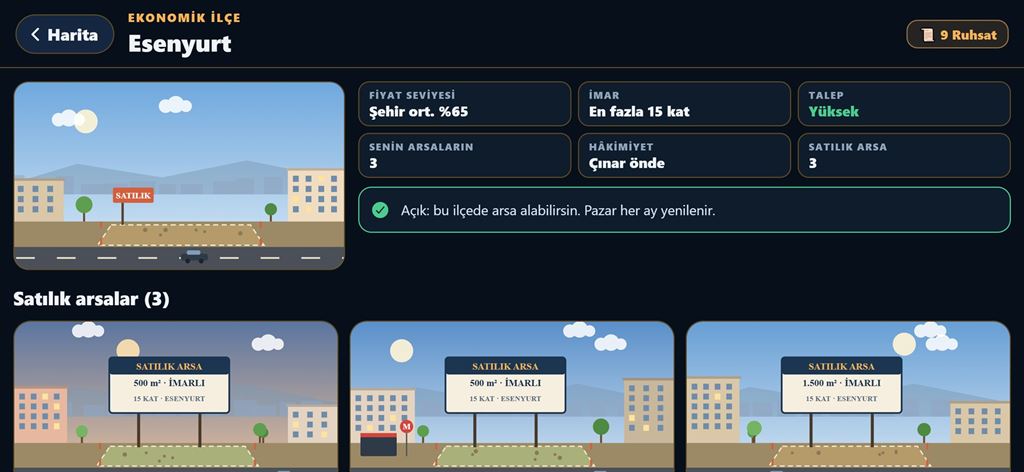 Harita
EKONOMİK İLÇE
Esenyurt
9 Ruhsat
SATILIK
FİYAT SEVİYESİ
Şehir ort. %65
İMAR
En fazla 15 kat
TALEP
Yüksek
SENİN ARSALARIN
3
HÂKİMİYET
Çınar önde
SATILIK ARSA
3
Açık: bu ilçede arsa alabilirsin. Pazar her ay yenilenir.
Satılık arsalar (3)
SATILIK ARSA
500 m² · İMARLI
15 KAT · ESENYURT
SATILIK ARSA
500 m² · İMARLI
15 KAT · ESENYURT
M
SATILIK ARSA
1.500 m² · İMARLI
15 KAT · ESENYURT